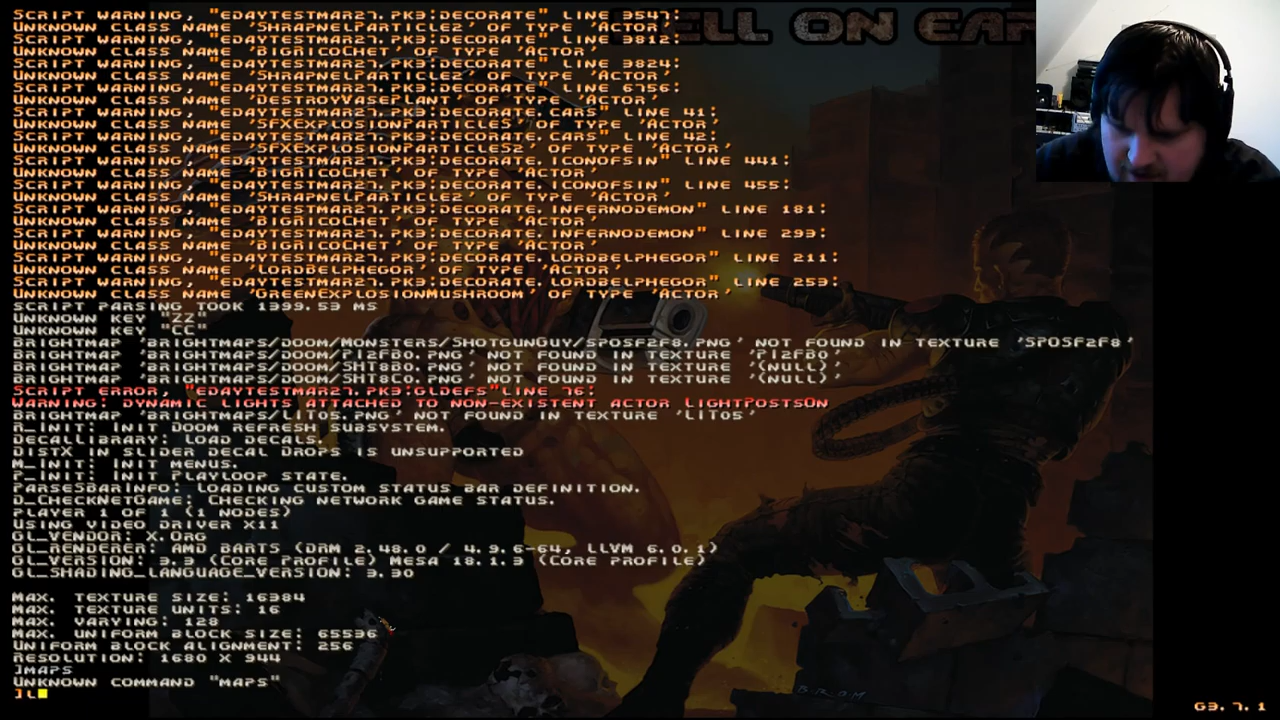 HELL ON EAR
SCRIPT WARNING, "EDAYTESTMAR27.PK3:DECORATE" LINE 3547:
UNKNOWN CLASS NAME 'SHRAPNELPARTICLE2' OF TYPE 'ACTOR'
SCRIPT WARNING, "EDAYTESTMAR27.PK3:DECORATE" LINE 3812:
UNKNOWN CLASS NAME 'BIGRICOCHET' OF TYPE 'ACTOR'
SCRIPT WARNING, "EDAYTESTMAR27.PK3:DECORATE" LINE 3824:
UNKNOWN CLASS NAME 'SHRAPNELPARTICLE2' OF TYPE 'ACTOR'
SCRIPT WARNING, "EDAYTESTMAR27.PK3:DECORATE" LINE 6756:
UNKNOWN CLASS NAME 'DESTROYVASEPLANT' OF TYPE 'ACTOR'
SCRIPT WARNING, "EDAYTESTMAR27.PK3:DECORATE.CARS" LINE 41:
UNKNOWN CLASS NAME 'SFXEXPLOSIONPARTICLES' OF TYPE 'ACTOR'
SCRIPT WARNING, "EDAYTESTMAR27.PK3:DECORATE.CARS" LINE 42:
UNKNOWN CLASS NAME 'SFXEXPLOSIONPARTICLES2' OF TYPE 'ACTOR'
SCRIPT WARNING, "EDAYTESTMAR27.PK3:DECORATE.ICONOFSIN" LINE 441:
UNKNOWN CLASS NAME 'BIGRICOCHET' OF TYPE 'ACTOR'
SCRIPT WARNING, "EDAYTESTMAR27.PK3:DECORATE.ICONOFSIN" LINE 455:
UNKNOWN CLASS NAME 'SHRAPNELPARTICLE2' OF TYPE 'ACTOR'
SCRIPT WARNING, "EDAYTESTMAR27.PK3:DECORATE.INFERNODEMON" LINE 181:
UNKNOWN CLASS NAME 'BIGRICOCHET' OF TYPE 'ACTOR'
SCRIPT WARNING, "EDAYTESTMAR27.PK3:DECORATE.INFERNODEMON" LINE 293:
UNKNOWN CLASS NAME 'BIGRICOCHET' OF TYPE 'ACTOR'
SCRIPT WARNING, "EDAYTESTMAR27.PK3:DECORATE.LORDBELPHEGOR" LINE 211:
UNKNOWN CLASS NAME 'LORDBELPHEGOR' OF TYPE 'ACTOR'
SCRIPT WARNING, "EDAYTESTMAR27.PK3:DECORATE.LORDBELPHEGOR" LINE 253:
UNKNOWN CLASS NAME 'GREENEXPLOSIONMUSHROOM' OF TYPE 'ACTOR'
SCRIPT PARSING TOOK 1399.53 MS
UNKNOWN KEY "ZZ"
UNKNOWN KEY "CC"
BRIGHTMAP 'BRIGHTMAPS/DOOM/MONSTERS/SHOTGUNGUY/SPOSF2F8.PNG' NOT FOUND IN TEXTURE 'SPOSF2F8'
BRIGHTMAP 'BRIGHTMAPS/DOOM/PI2FB0.PNG' NOT FOUND IN TEXTURE 'PI2FB0'
BRIGHTMAP 'BRIGHTMAPS/DOOM/SHT8B0.PNG' NOT FOUND IN TEXTURE '(NULL)'
BRIGHTMAP 'BRIGHTMAPS/DOOM/SHT8C0.PNG' NOT FOUND IN TEXTURE '(NULL)'
SCRIPT ERROR, "EDAYTESTMAR27.PK3:GLDEFS"LINE 76:
WARNING: DYNAMIC LIGHTS ATTACHED TO NON-EXISTENT ACTOR LIGHTPOSTSON
BRIGHTMAP 'BRIGHTMAPS/LIT05.PNG' NOT FOUND IN TEXTURE 'LIT05'
R_INIT: INIT DOOM REFRESH SUBSYSTEM.
DECALLIBRARY: LOAD DECALS.
DISTX IN SLIDER DECAL DROPS IS UNSUPPORTED
M_INIT: INIT MENUS.
P_INIT: INIT PLAYLOOP STATE.
PARSESBARINFO: LOADING CUSTOM STATUS BAR DEFINITION.
D_CHECKNETGAME: CHECKING NETWORK GAME STATUS.
PLAYER 1 OF 1 (1 NODES)
USING VIDEO DRIVER X11
GL_VENDOR: X.ORG
GL_RENDERER: AMD BARTS (DRM 2.48.0 / 4.9.6-64, LLVM 6.0.1)
GL_VERSION: 3.3 (CORE PROFILE) MESA 18.1.3 (CORE PROFILE)
GL_SHADING_LANGUAGE_VERSION: 3.30
MAX. TEXTURE SIZE: 16384
MAX. TEXTURE UNITS: 16
MAX. VARYING: 128
MAX. UNIFORM BLOCK SIZE: 65536
UNIFORM BLOCK ALIGNMENT: 256
RESOLUTION: 1680 X 944
]MAPS
UNKNOWN COMMAND "MAPS"
]L
BROM
G3.7.1